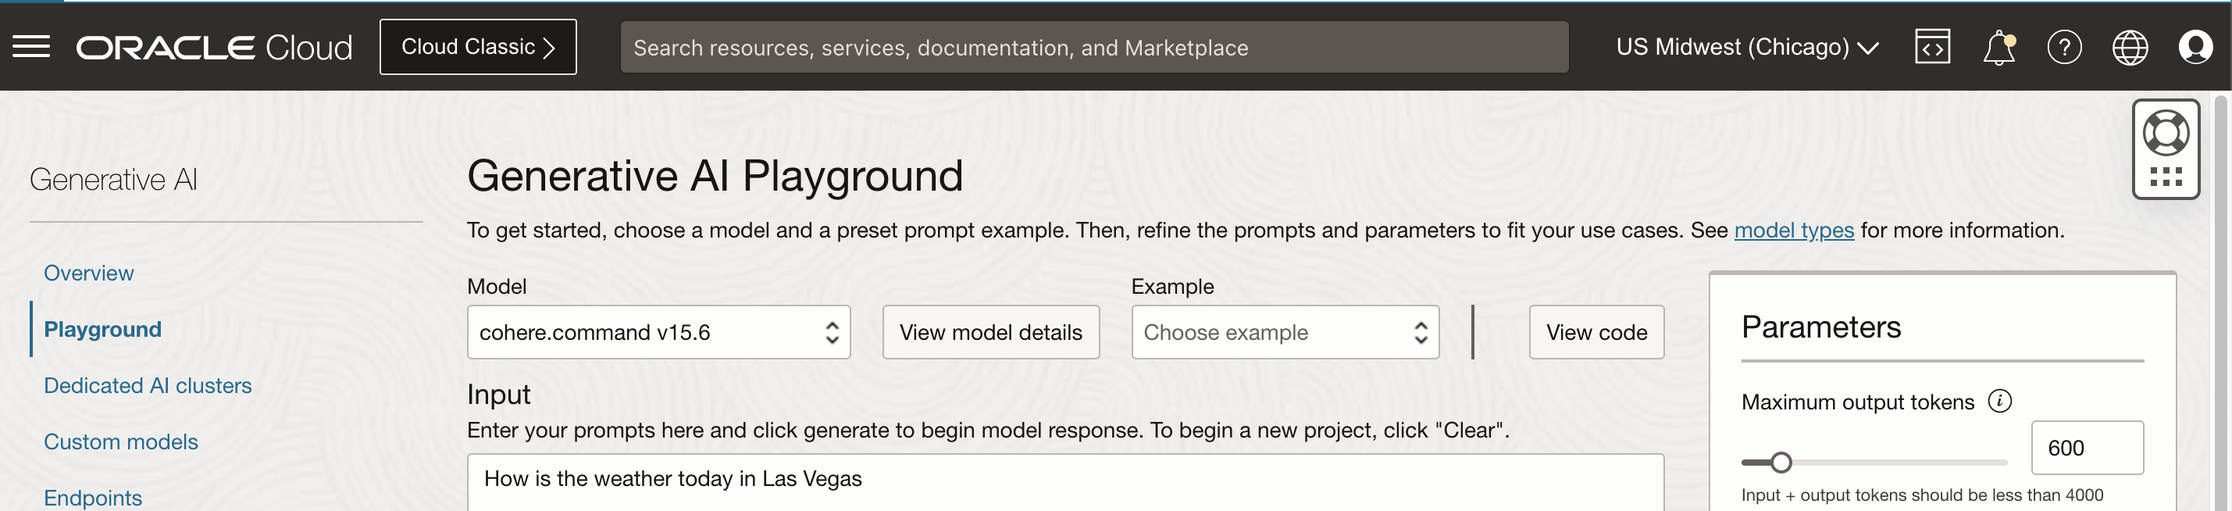 ORACLE Cloud
Cloud Classic
Search resources, services, documentation, and Marketplace
US Midwest (Chicago)
Generative AI
Overview
Playground
Dedicated AI clusters
Custom models
Endpoints
Generative AI Playground
To get started, choose a model and a preset prompt example. Then, refine the prompts and parameters to fit your use cases. See model types for more information.
Model
cohere.command v15.6
View model details
Example
Choose example
View code
Input
Enter your prompts here and click generate to begin model response. To begin a new project, click "Clear".
How is the weather today in Las Vegas
Parameters
Maximum output tokens
600
Input + output tokens should be less than 4000